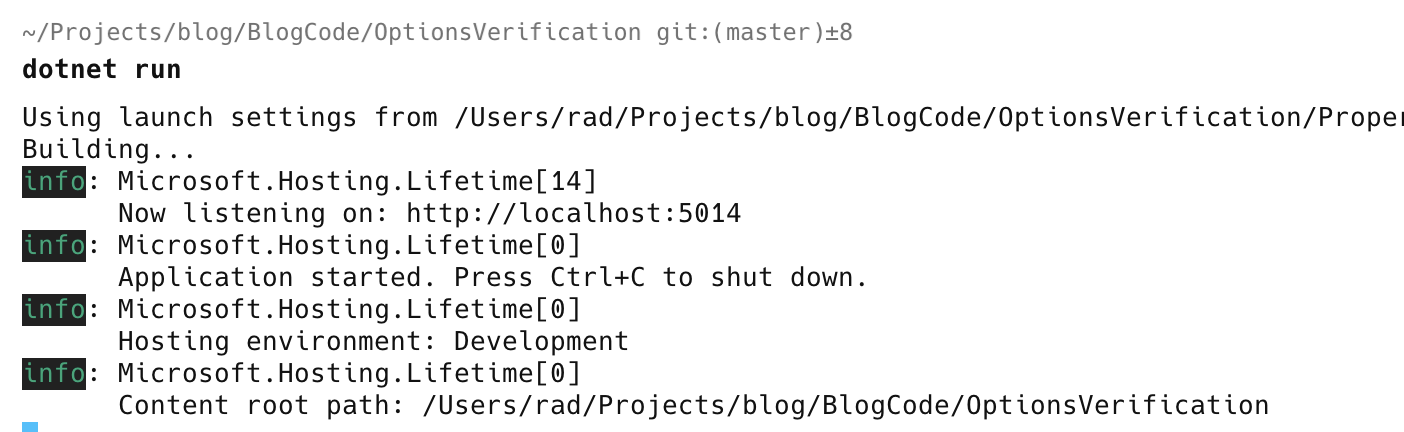 ~/Projects/blog/BlogCode/OptionsVerification git:(master)±8
dotnet run
Using launch settings from /Users/rad/Projects/blog/BlogCode/OptionsVerification/Proper
Building...
info: Microsoft.Hosting.Lifetime[14]
      Now listening on: http://localhost:5014
info: Microsoft.Hosting.Lifetime[0]
      Application started. Press Ctrl+C to shut down.
info: Microsoft.Hosting.Lifetime[0]
      Hosting environment: Development
info: Microsoft.Hosting.Lifetime[0]
      Content root path: /Users/rad/Projects/blog/BlogCode/OptionsVerification